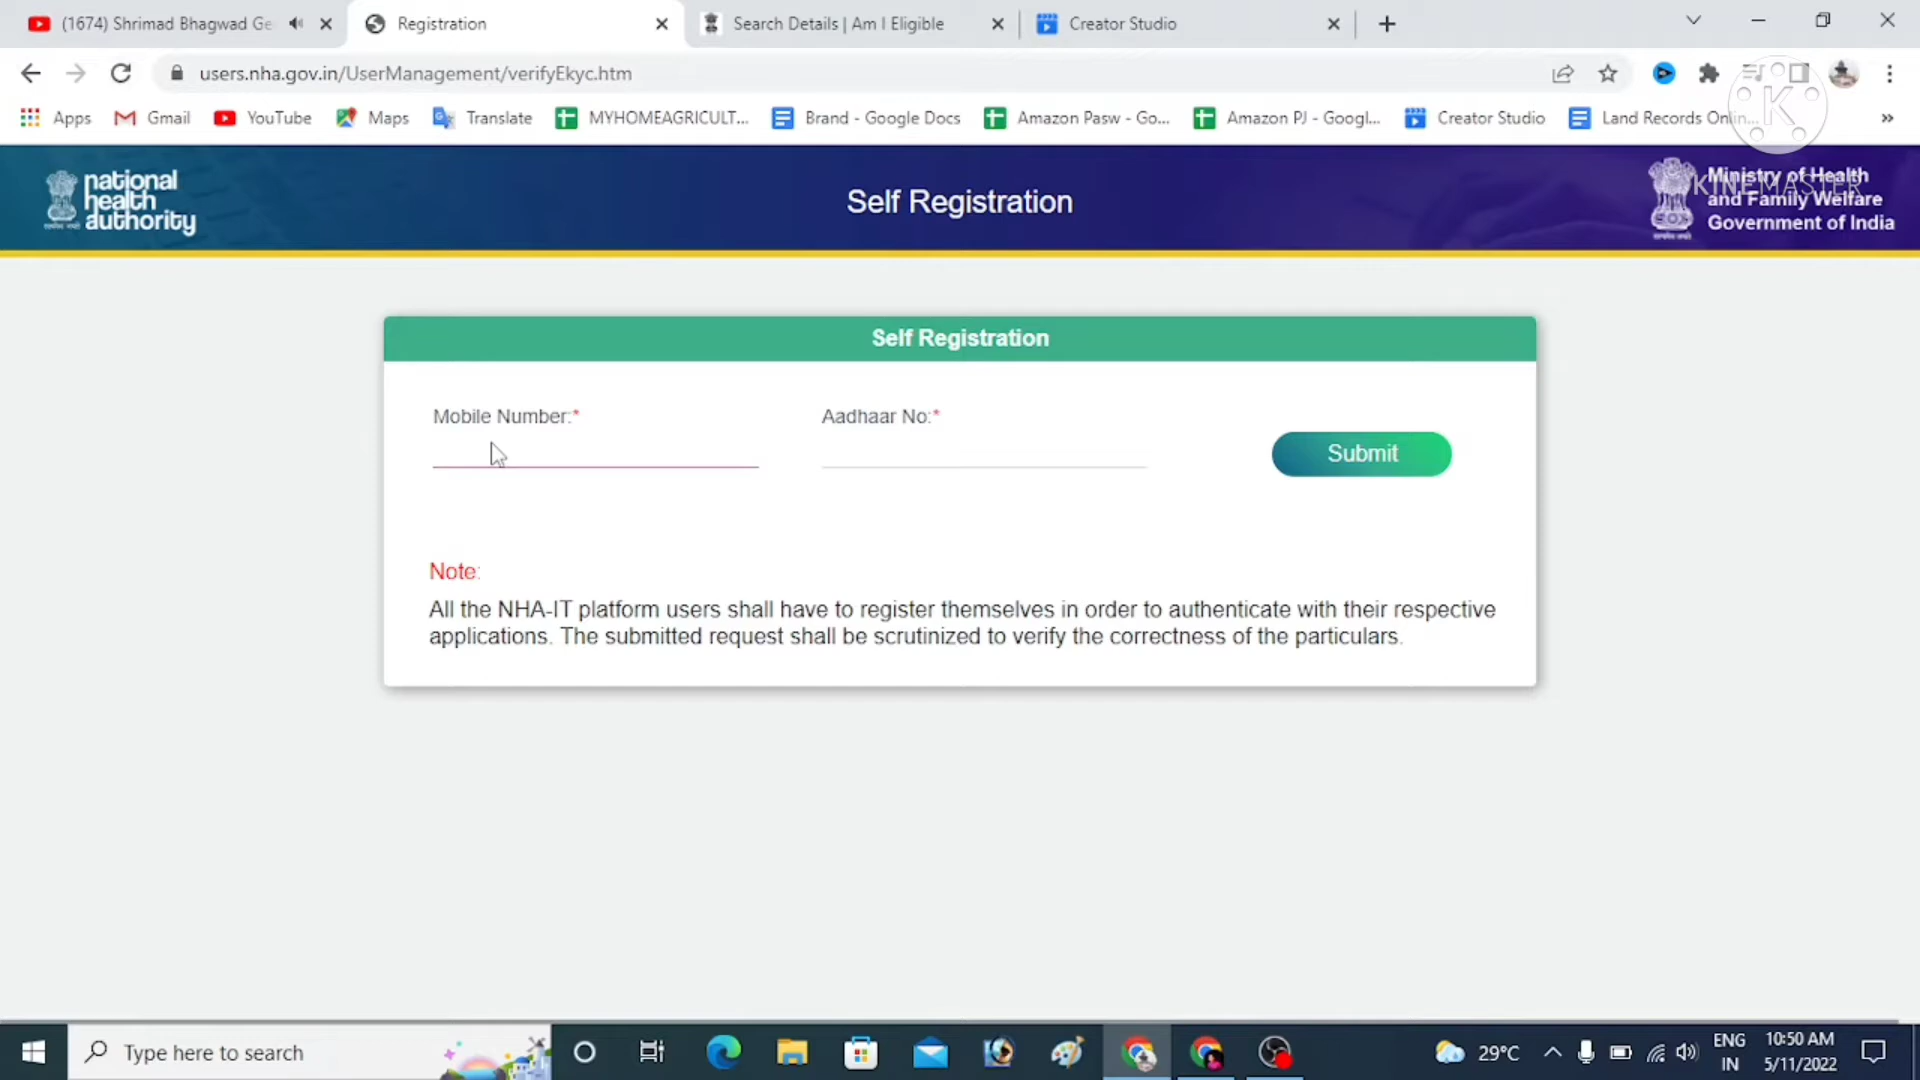 (1674) Shrimad Bhagwad Ge
Registration
Search Details | Am I Eligible
Creator Studio
users.nha.gov.in/UserManagement/verifyEkyc.htm
Apps
Gmail
YouTube
Maps
Translate
MYHOMEAGRICULT...
Brand - Google Docs
Amazon Pasw - Go...
Amazon PJ - Googl...
Creator Studio
Land Records Onlin...
K
KINEMASTER
national
health
authority
Self Registration
Ministry of Health
and Family Welfare
Government of India
Self Registration
Mobile Number:*
Aadhaar No:*
Submit
Note:
All the NHA-IT platform users shall have to register themselves in order to authenticate with their respective
applications. The submitted request shall be scrutinized to verify the correctness of the particulars.
Type here to search
29°C
ENG
IN
10:50 AM
5/11/2022